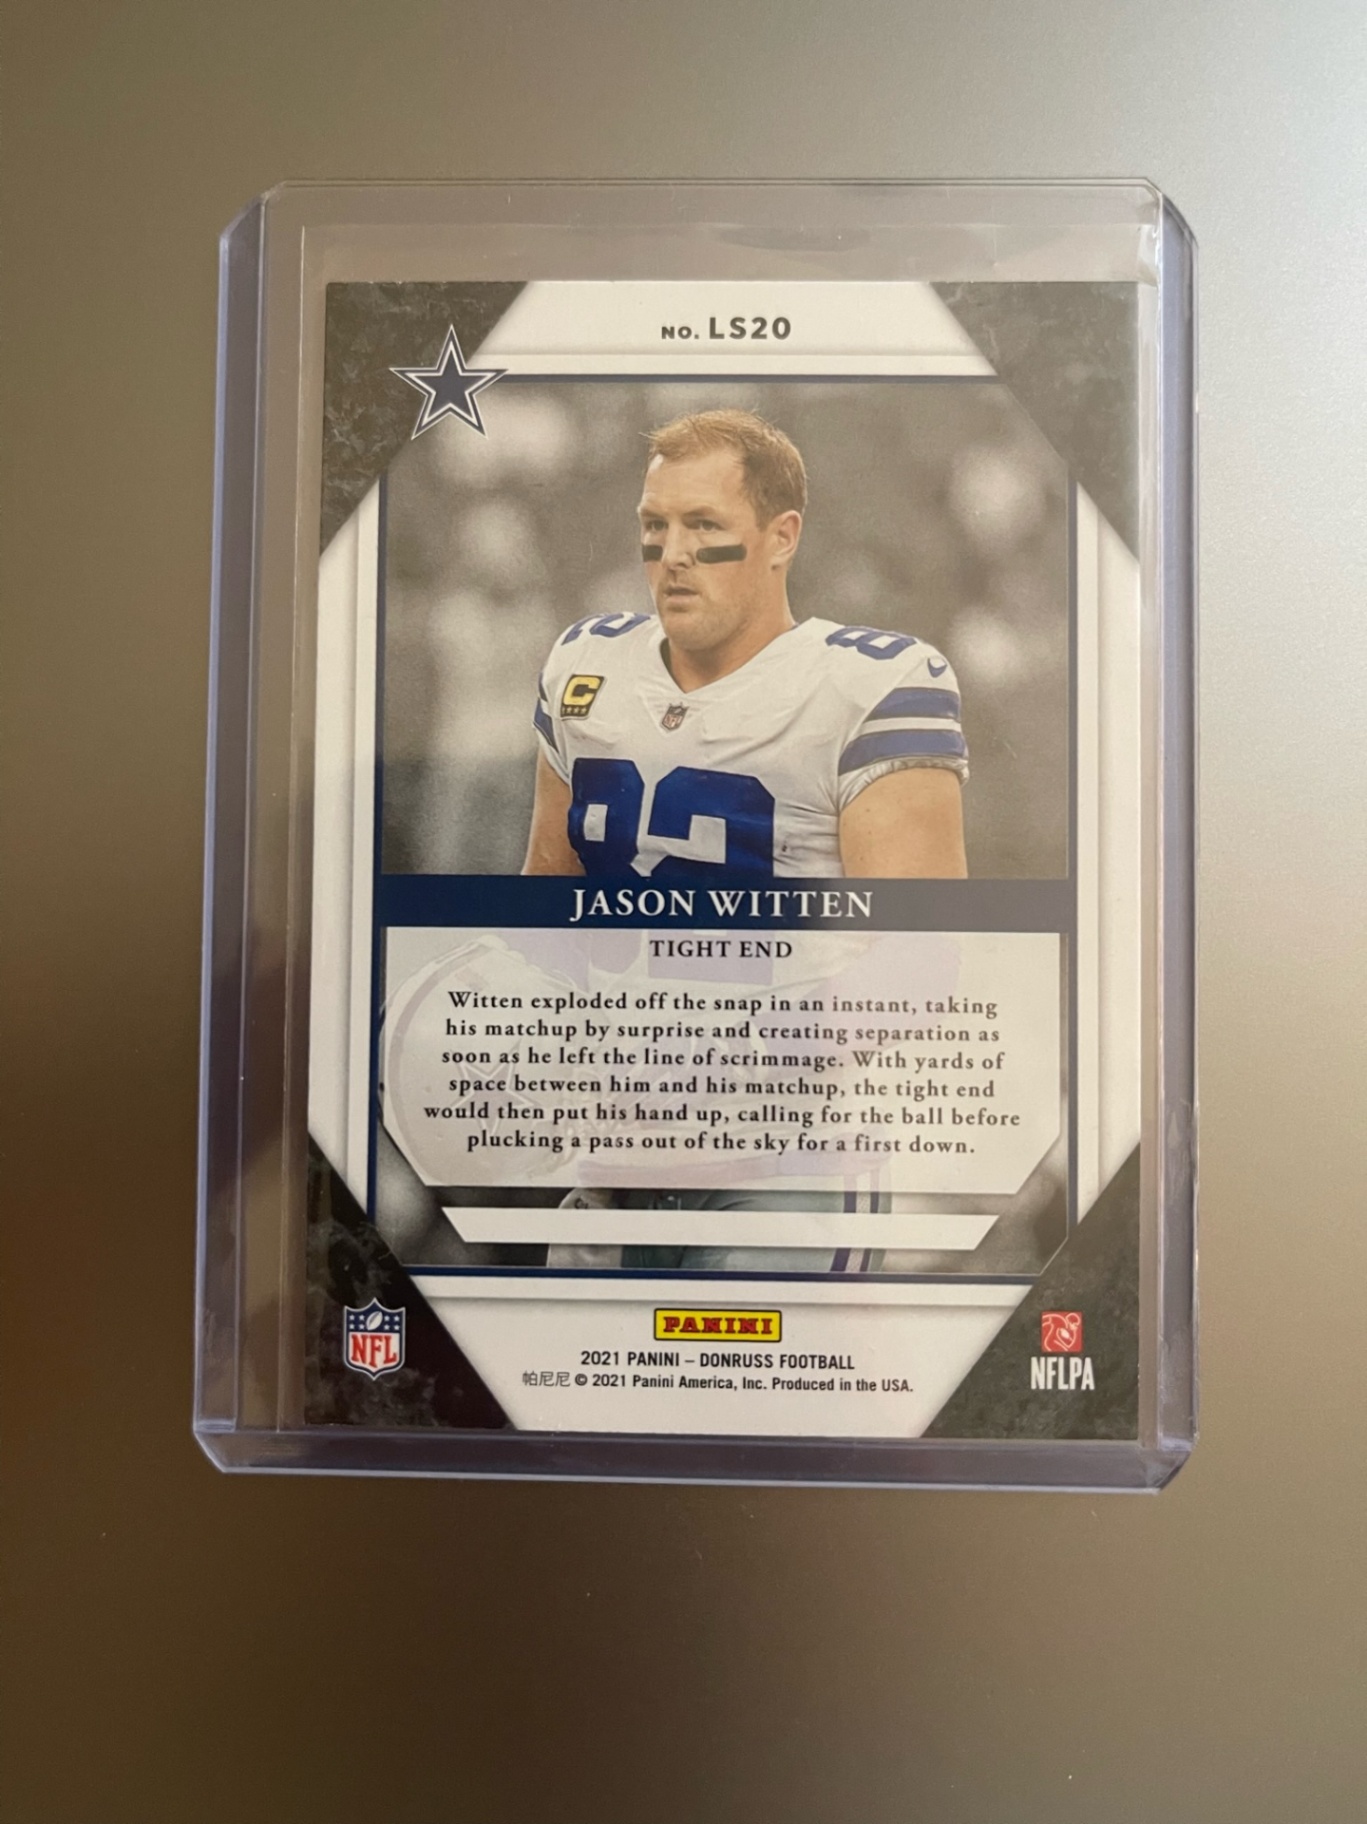 NO. LS20
82
C
82
NFL
82
JASON WITTEN
TIGHT END
Witten exploded off the snap in an instant, taking
his matchup by surprise and creating separation as
soon as he left the line of scrimmage. With yards of
space between him and his matchup, the tight end
would then put his hand up, calling for the ball before
plucking a pass out of the sky for a first down.
NFL
PANINI
2021 PANINI – DONRUSS FOOTBALL
帕尼尼 © 2021 Panini America, Inc. Produced in the USA.
NFLPA